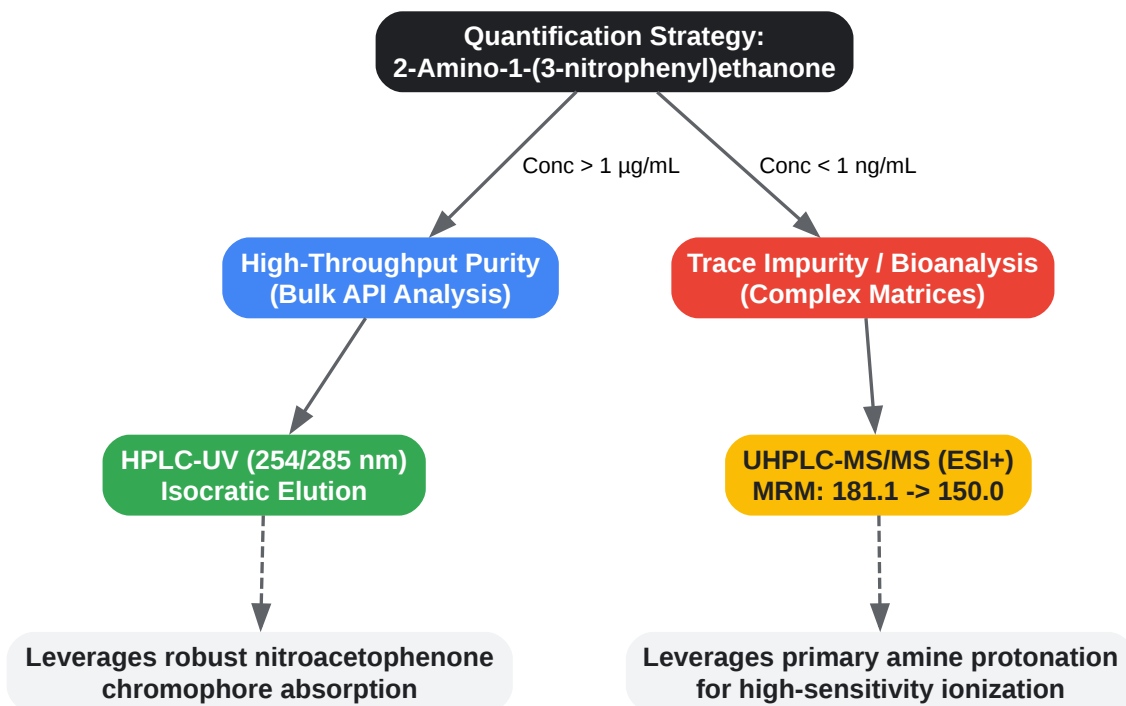 Quantification Strategy:
2-Amino-1-(3-nitrophenyl)ethanone
Conc > 1 µg/mL
Conc < 1 ng/mL
High-Throughput Purity
(Bulk API Analysis)
Trace Impurity / Bioanalysis
(Complex Matrices)
HPLC-UV (254/285 nm)
Isocratic Elution
UHPLC-MS/MS (ESI+)
MRM: 181.1 -> 150.0
Leverages robust nitroacetophenone
chromophore absorption
Leverages primary amine protonation
for high-sensitivity ionization